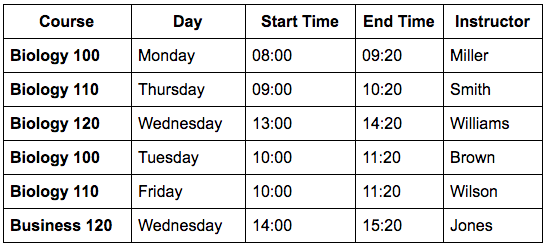 Course Day Start Time End Time Instructor
Biology 100 Monday 08:00 09:20 Miller
Biology 110 Thursday 09:00 10:20 Smith
Biology 120 Wednesday 13:00 14:20 Williams
Biology 100 Tuesday 10:00 11:20 Brown
Biology 110 Friday 10:00 11:20 Wilson
Business 120 Wednesday 14:00 15:20 Jones